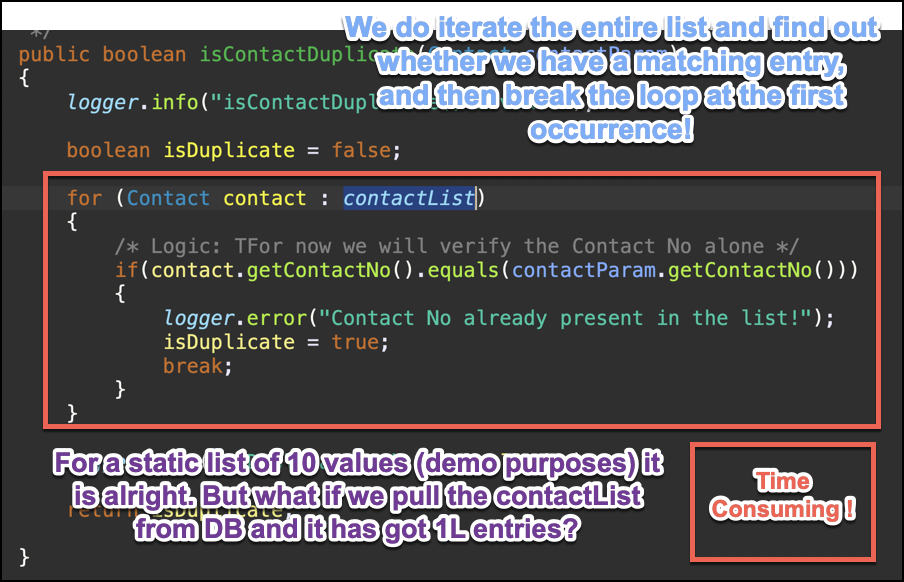 */
We do iterate the entire list and find out
public boolean isContactDuplicate(Contact contactParam)
whether we have a matching entry,
{
logger.info("isContactDupl
and then break the loop at the first
occurrence!
boolean isDuplicate = false;
for (Contact contact : contactList)
{
/* Logic: TFor now we will verify the Contact No alone */
if(contact.getContactNo().equals(contactParam.getContactNo()))
{
logger.error("Contact No already present in the list!");
isDuplicate = true;
break;
}
}
For a static list of 10 values (demo purposes) it
is alright. But what if we pull the contactList
from DB and it has got 1L entries?
return isDuplicate;
Time
Consuming !
}